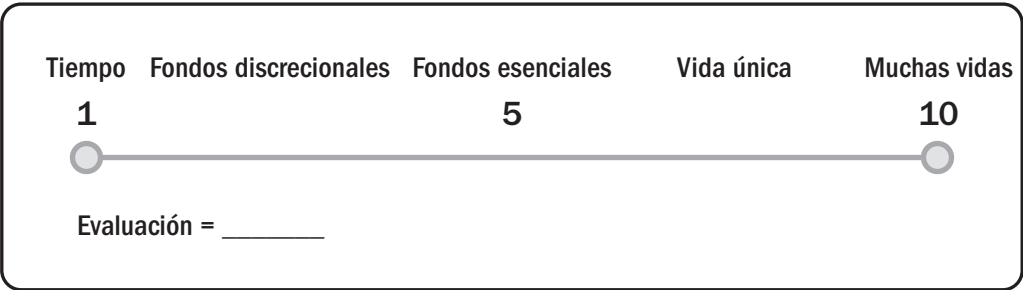 Tiempo Fondos discrecionales Fondos esenciales Vida única Muchas vidas
1 5 10
Evaluación = _______